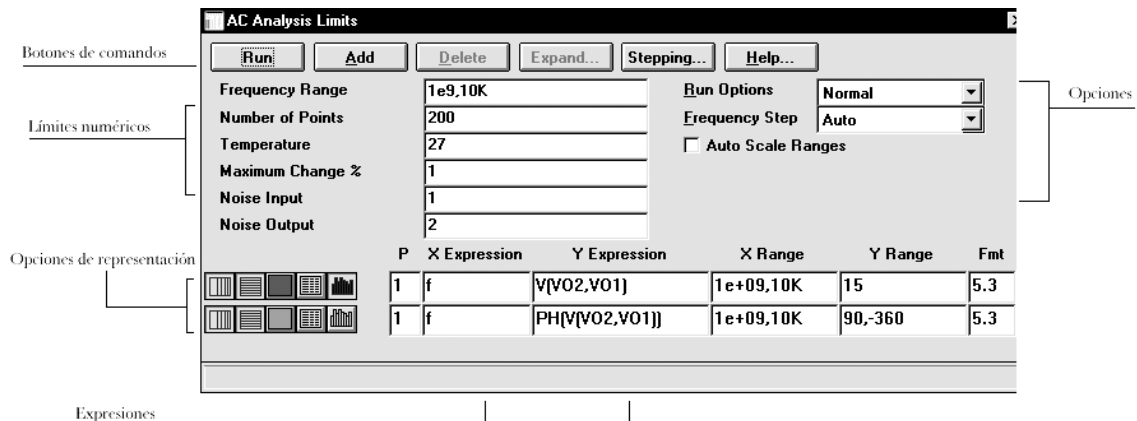 AC Analysis Limits
Botones de comandos
Run Add Delete Expand... Stepping... Help...
Frequency Range 1e9,10K Run Options Normal
Opciones
Number of Points 200 Frequency Step Auto
Límites numéricos
Temperature 27 Auto Scale Ranges
Maximum Change % 1
Noise Input 1
Noise Output 2
Opciones de representación
P X Expression Y Expression X Range Y Range Fmt
1 f V(VO2,VO1) 1e+09,10K 15 5.3
1 f PH(V(VO2,VO1)) 1e+09,10K 90,-360 5.3
Expresiones